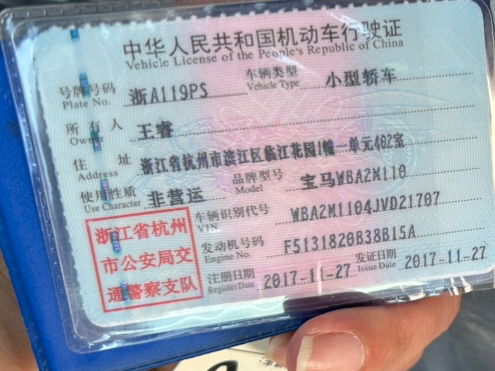 中华人民共和国机动车行驶证
Vehicle License of the People's Republic of China
号牌号码 浙A119PS 车辆类型 小型轿车
Plate No. Vehicle Type
所有人 王睿
Owner
住址 浙江省杭州市滨江区临江花园1幢一单元402室
Address
使用性质 非营运 品牌型号 宝马WBA2M110
Use Character Model
浙江省杭州市公安局交通警察支队
车辆识别代号 WBA2M1104JVD21707
VIN
发动机号码 F5131820B38B15A
Engine No.
注册日期 2017-11-27 发证日期 2017-11-27
Register Date Issue Date